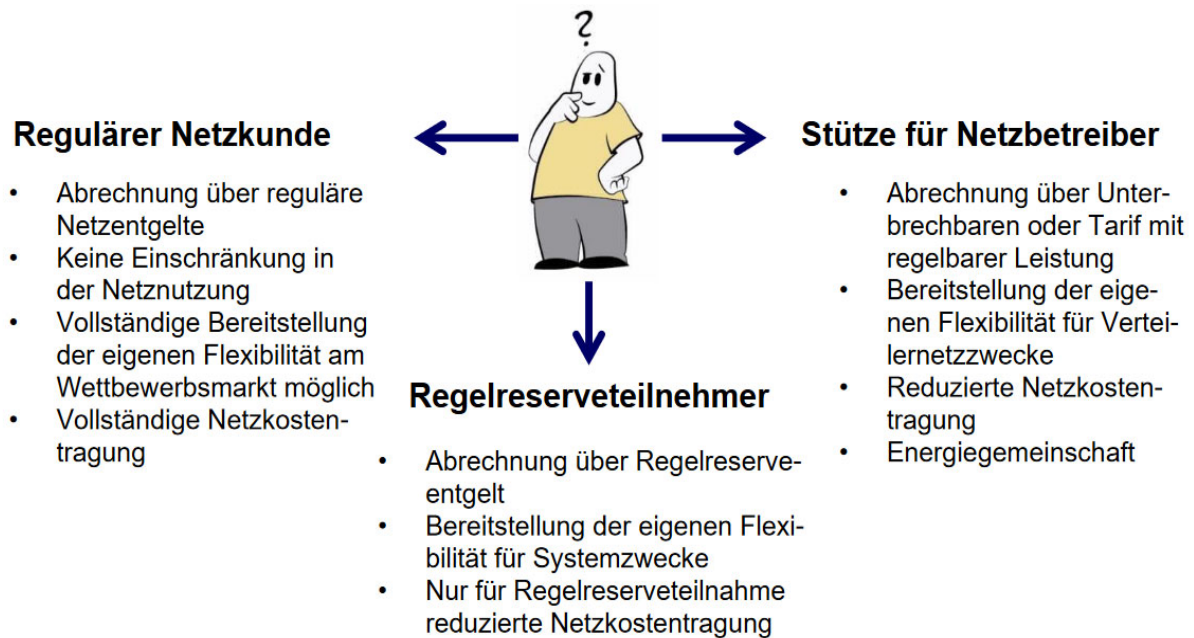 ?
Regulärer Netzkunde
• Abrechnung über reguläre
Netzentgelte
• Keine Einschränkung in
der Netznutzung
• Vollständige Bereitstellung
der eigenen Flexibilität am
Wettbewerbsmarkt möglich
• Vollständige Netzkosten-
tragung
Regelreserveteilnehmer
• Abrechnung über Regelreserve-
entgelt
• Bereitstellung der eigenen Flexi-
bilität für Systemzwecke
• Nur für Regelreserveteilnahme
reduzierte Netzkostentragung
Stütze für Netzbetreiber
• Abrechnung über Unter-
brechbaren oder Tarif mit
regelbarer Leistung
• Bereitstellung der eige-
nen Flexibilität für Vertei-
lernetzzwecke
• Reduzierte Netzkosten-
tragung
• Energiegemeinschaft